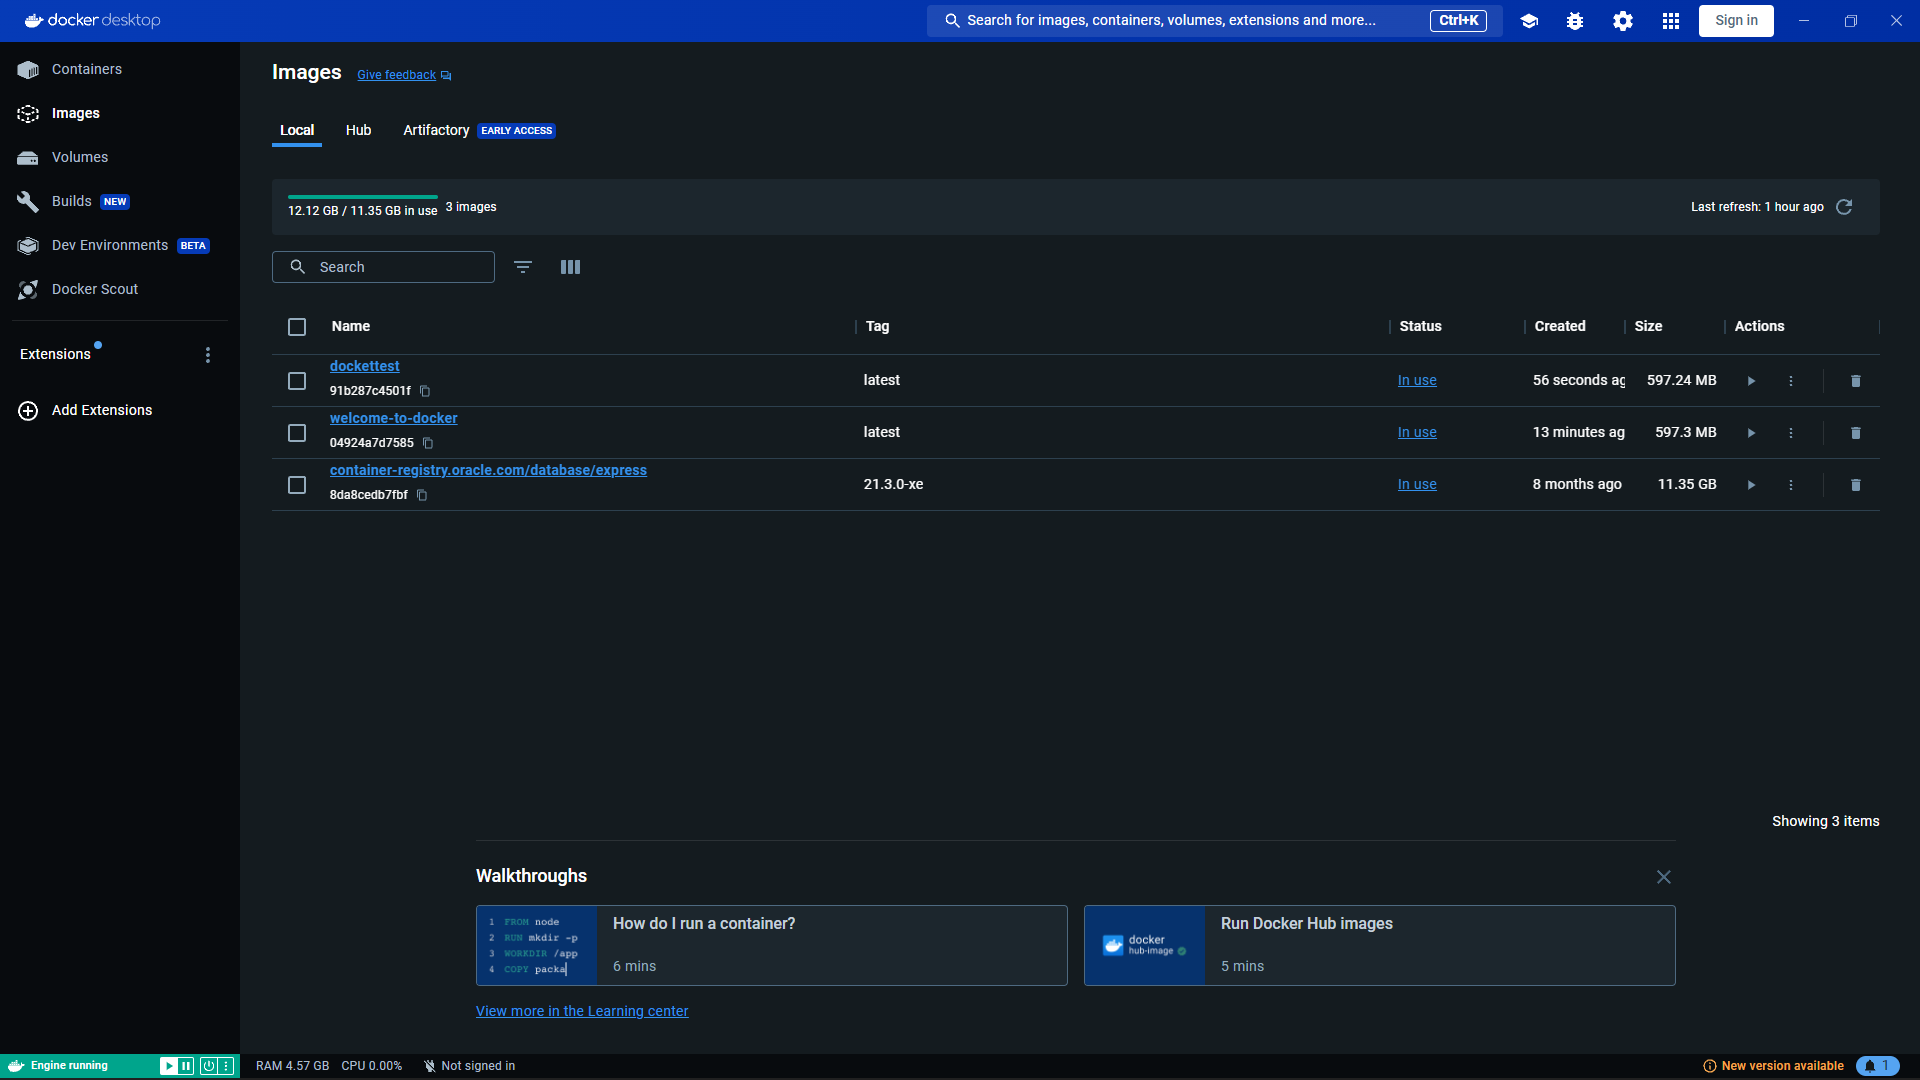 docker desktop
Search for images, containers, volumes, extensions and more...
Ctrl+K
Sign in
Containers
Images
Volumes
Builds NEW
Dev Environments BETA
Docker Scout
Extensions
Add Extensions
Images
Give feedback
Local
Hub
Artifactory EARLY ACCESS
12.12 GB / 11.35 GB in use
3 images
Last refresh: 1 hour ago
Search
Name
Tag
Status
Created
Size
Actions
dockettest
91b287c4501f
latest
In use
56 seconds ag
597.24 MB
welcome-to-docker
04924a7d7585
latest
In use
13 minutes ag
597.3 MB
container-registry.oracle.com/database/express
8da8cedb7fbf
21.3.0-xe
In use
8 months ago
11.35 GB
Showing 3 items
Walkthroughs
1 FROM node
2 RUN mkdir -p
3 WORKDIR /app
4 COPY packa
How do I run a container?
6 mins
docker
hub-image
Run Docker Hub images
5 mins
View more in the Learning center
Engine running
RAM 4.57 GB
CPU 0.00%
Not signed in
New version available
1